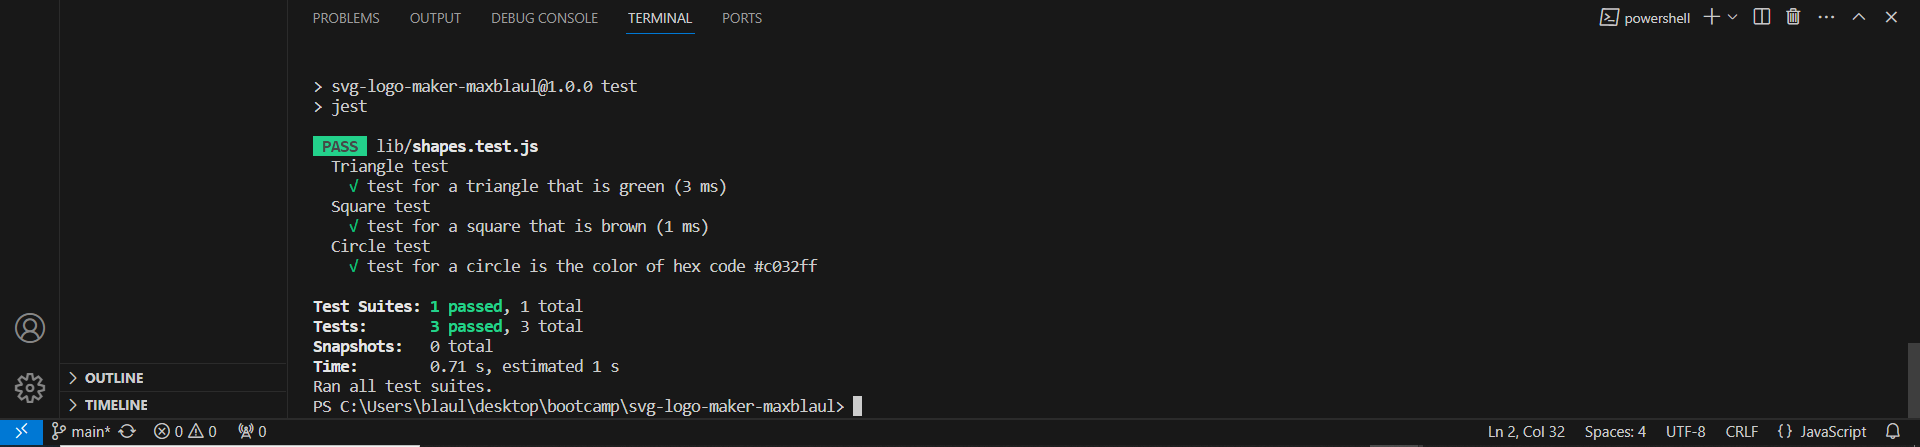 PROBLEMS OUTPUT DEBUG CONSOLE TERMINAL PORTS powershell
> svg-logo-maker-maxblaul@1.0.0 test
> jest
PASS lib/shapes.test.js
Triangle test
√ test for a triangle that is green (3 ms)
Square test
√ test for a square that is brown (1 ms)
Circle test
√ test for a circle is the color of hex code #c032ff
Test Suites: 1 passed, 1 total
Tests: 3 passed, 3 total
Snapshots: 0 total
Time: 0.71 s, estimated 1 s
Ran all test suites.
PS C:\Users\blaul\desktop\bootcamp\svg-logo-maker-maxblaul>
OUTLINE
TIMELINE
main* 0 0 0 Ln 2, Col 32 Spaces: 4 UTF-8 CRLF {} JavaScript